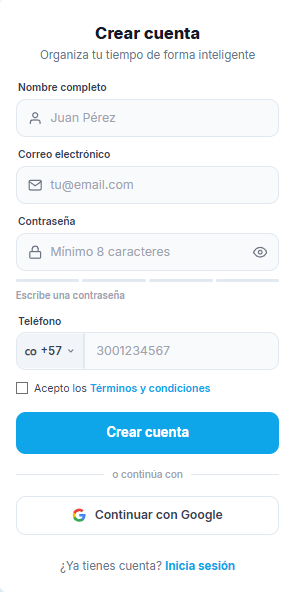 Crear cuenta
Organiza tu tiempo de forma inteligente
Nombre completo
Juan Pérez
Correo electrónico
tu@email.com
Contraseña
Mínimo 8 caracteres
Escribe una contraseña
Teléfono
co +57 3001234567
Acepto los Términos y condiciones
Crear cuenta
o continúa con
Continuar con Google
¿Ya tienes cuenta? Inicia sesión